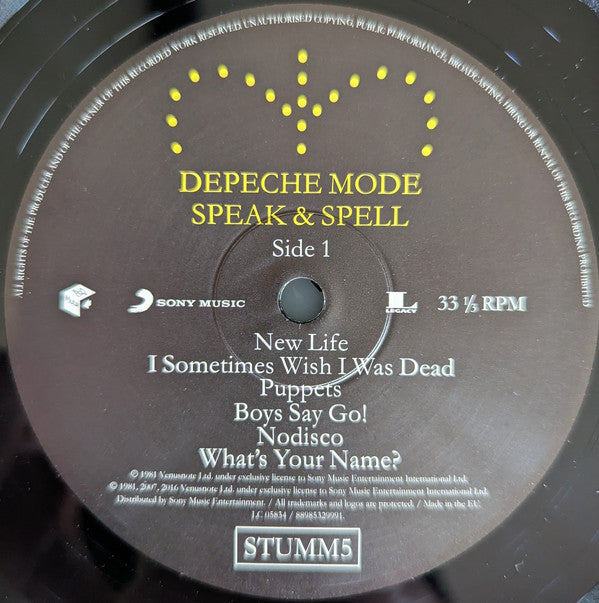 ALL RIGHTS OF THE PRODUCER AND OF THE OWNER OF THE RECORDED WORK RESERVED. UNAUTHORISED COPYING, PUBLIC PERFORMANCE, BROADCASTING, HIRING OR RENTAL OF THIS RECORDING PROHIBITED
DEPECHE MODE
SPEAK & SPELL
Side 1
SONY MUSIC
L
LEGACY
33 ⅓ RPM
New Life
I Sometimes Wish I Was Dead
Puppets
Boys Say Go!
Nodisco
What's Your Name?
℗ 1981 Venusnote Ltd. under exclusive license to Sony Music Entertainment International Ltd.
© 1981, 2007, 2016 Venusnote Ltd. under exclusive license to Sony Music Entertainment International Ltd.
Distributed by Sony Music Entertainment. / All trademarks and logos are protected. / Made in the EU
LC 05834 / 88985329991.
STUMM5